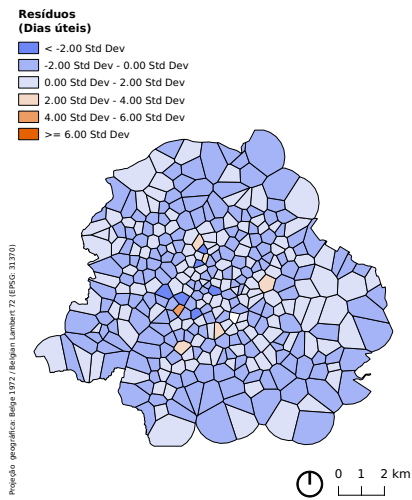 Resíduos
(Dias úteis)
< -2.00 Std Dev
-2.00 Std Dev - 0.00 Std Dev
0.00 Std Dev - 2.00 Std Dev
2.00 Std Dev - 4.00 Std Dev
4.00 Std Dev - 6.00 Std Dev
>= 6.00 Std Dev
Projeção geográfica: Belge 1972 / Belgian Lambert 72 (EPSG: 31370)
0 1 2 km